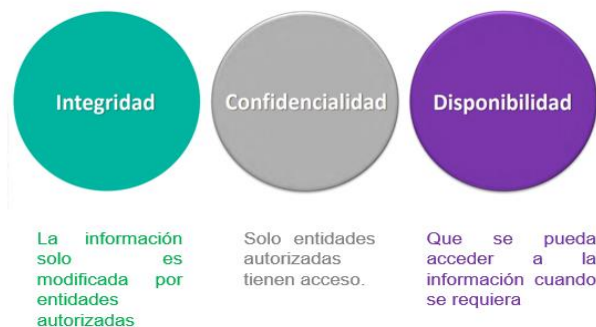 Integridad
Confidencialidad
Disponibilidad
La información
solo es
modificada por
entidades
autorizadas
Solo entidades
autorizadas
tienen acceso.
Que se pueda
acceder a la
información cuando
se requiera